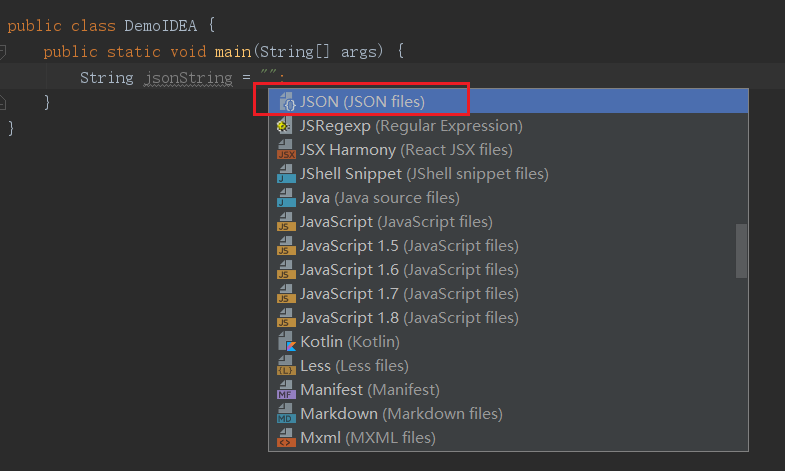 public class DemoIDEA {
public static void main(String[] args) {
String jsonString = "";
}
}
JSON (JSON files)
JSRegexp (Regular Expression)
JSX Harmony (React JSX files)
JShell Snippet (JShell snippet files)
Java (Java source files)
JavaScript (JavaScript files)
JavaScript 1.5 (JavaScript files)
JavaScript 1.6 (JavaScript files)
JavaScript 1.7 (JavaScript files)
JavaScript 1.8 (JavaScript files)
Kotlin (Kotlin)
Less (Less files)
Manifest (Manifest)
Markdown (Markdown files)
Mxml (MXML files)